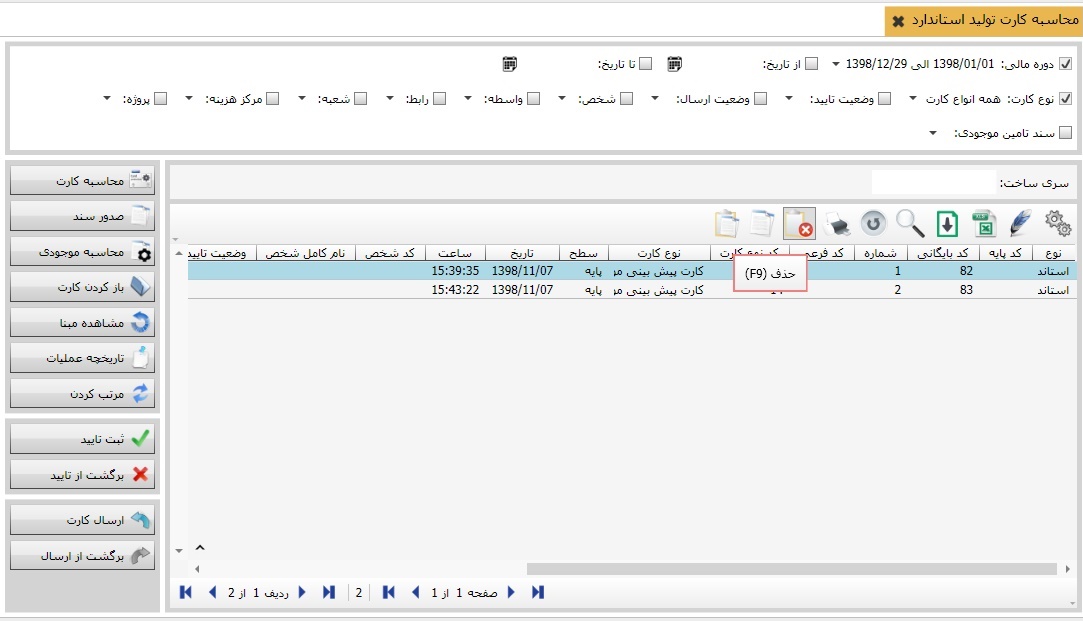 محاسبه کارت تولید استاندارد
دوره مالی: 1398/01/01 الی 1398/12/29 از تاریخ: تا تاریخ:
نوع کارت: همه انواع کارت وضعیت تایید: وضعیت ارسال: شخص: واسطه: رابط: شعبه: مرکز هزینه: پروژه:
سند تامین موجودی:
سری ساخت:
نوع کد پایه کد بایگانی شماره کد فرعی کد نوع کارت نوع کارت سطح تاریخ ساعت کد شخص نام کامل شخص وضعیت تایید
حذف (F9)
استاند 82 1 کارت پیش بینی مو پایه 1398/11/07 15:39:35
استاند 83 2 کارت پیش بینی مو پایه 1398/11/07 15:43:22
صفحه 1 از 1 2 ردیف 1 از 2
محاسبه کارت
صدور سند
محاسبه موجودی
باز کردن کارت
مشاهده مبنا
تاریخچه عملیات
مرتب کردن
ثبت تایید
برگشت از تایید
ارسال کارت
برگشت از ارسال